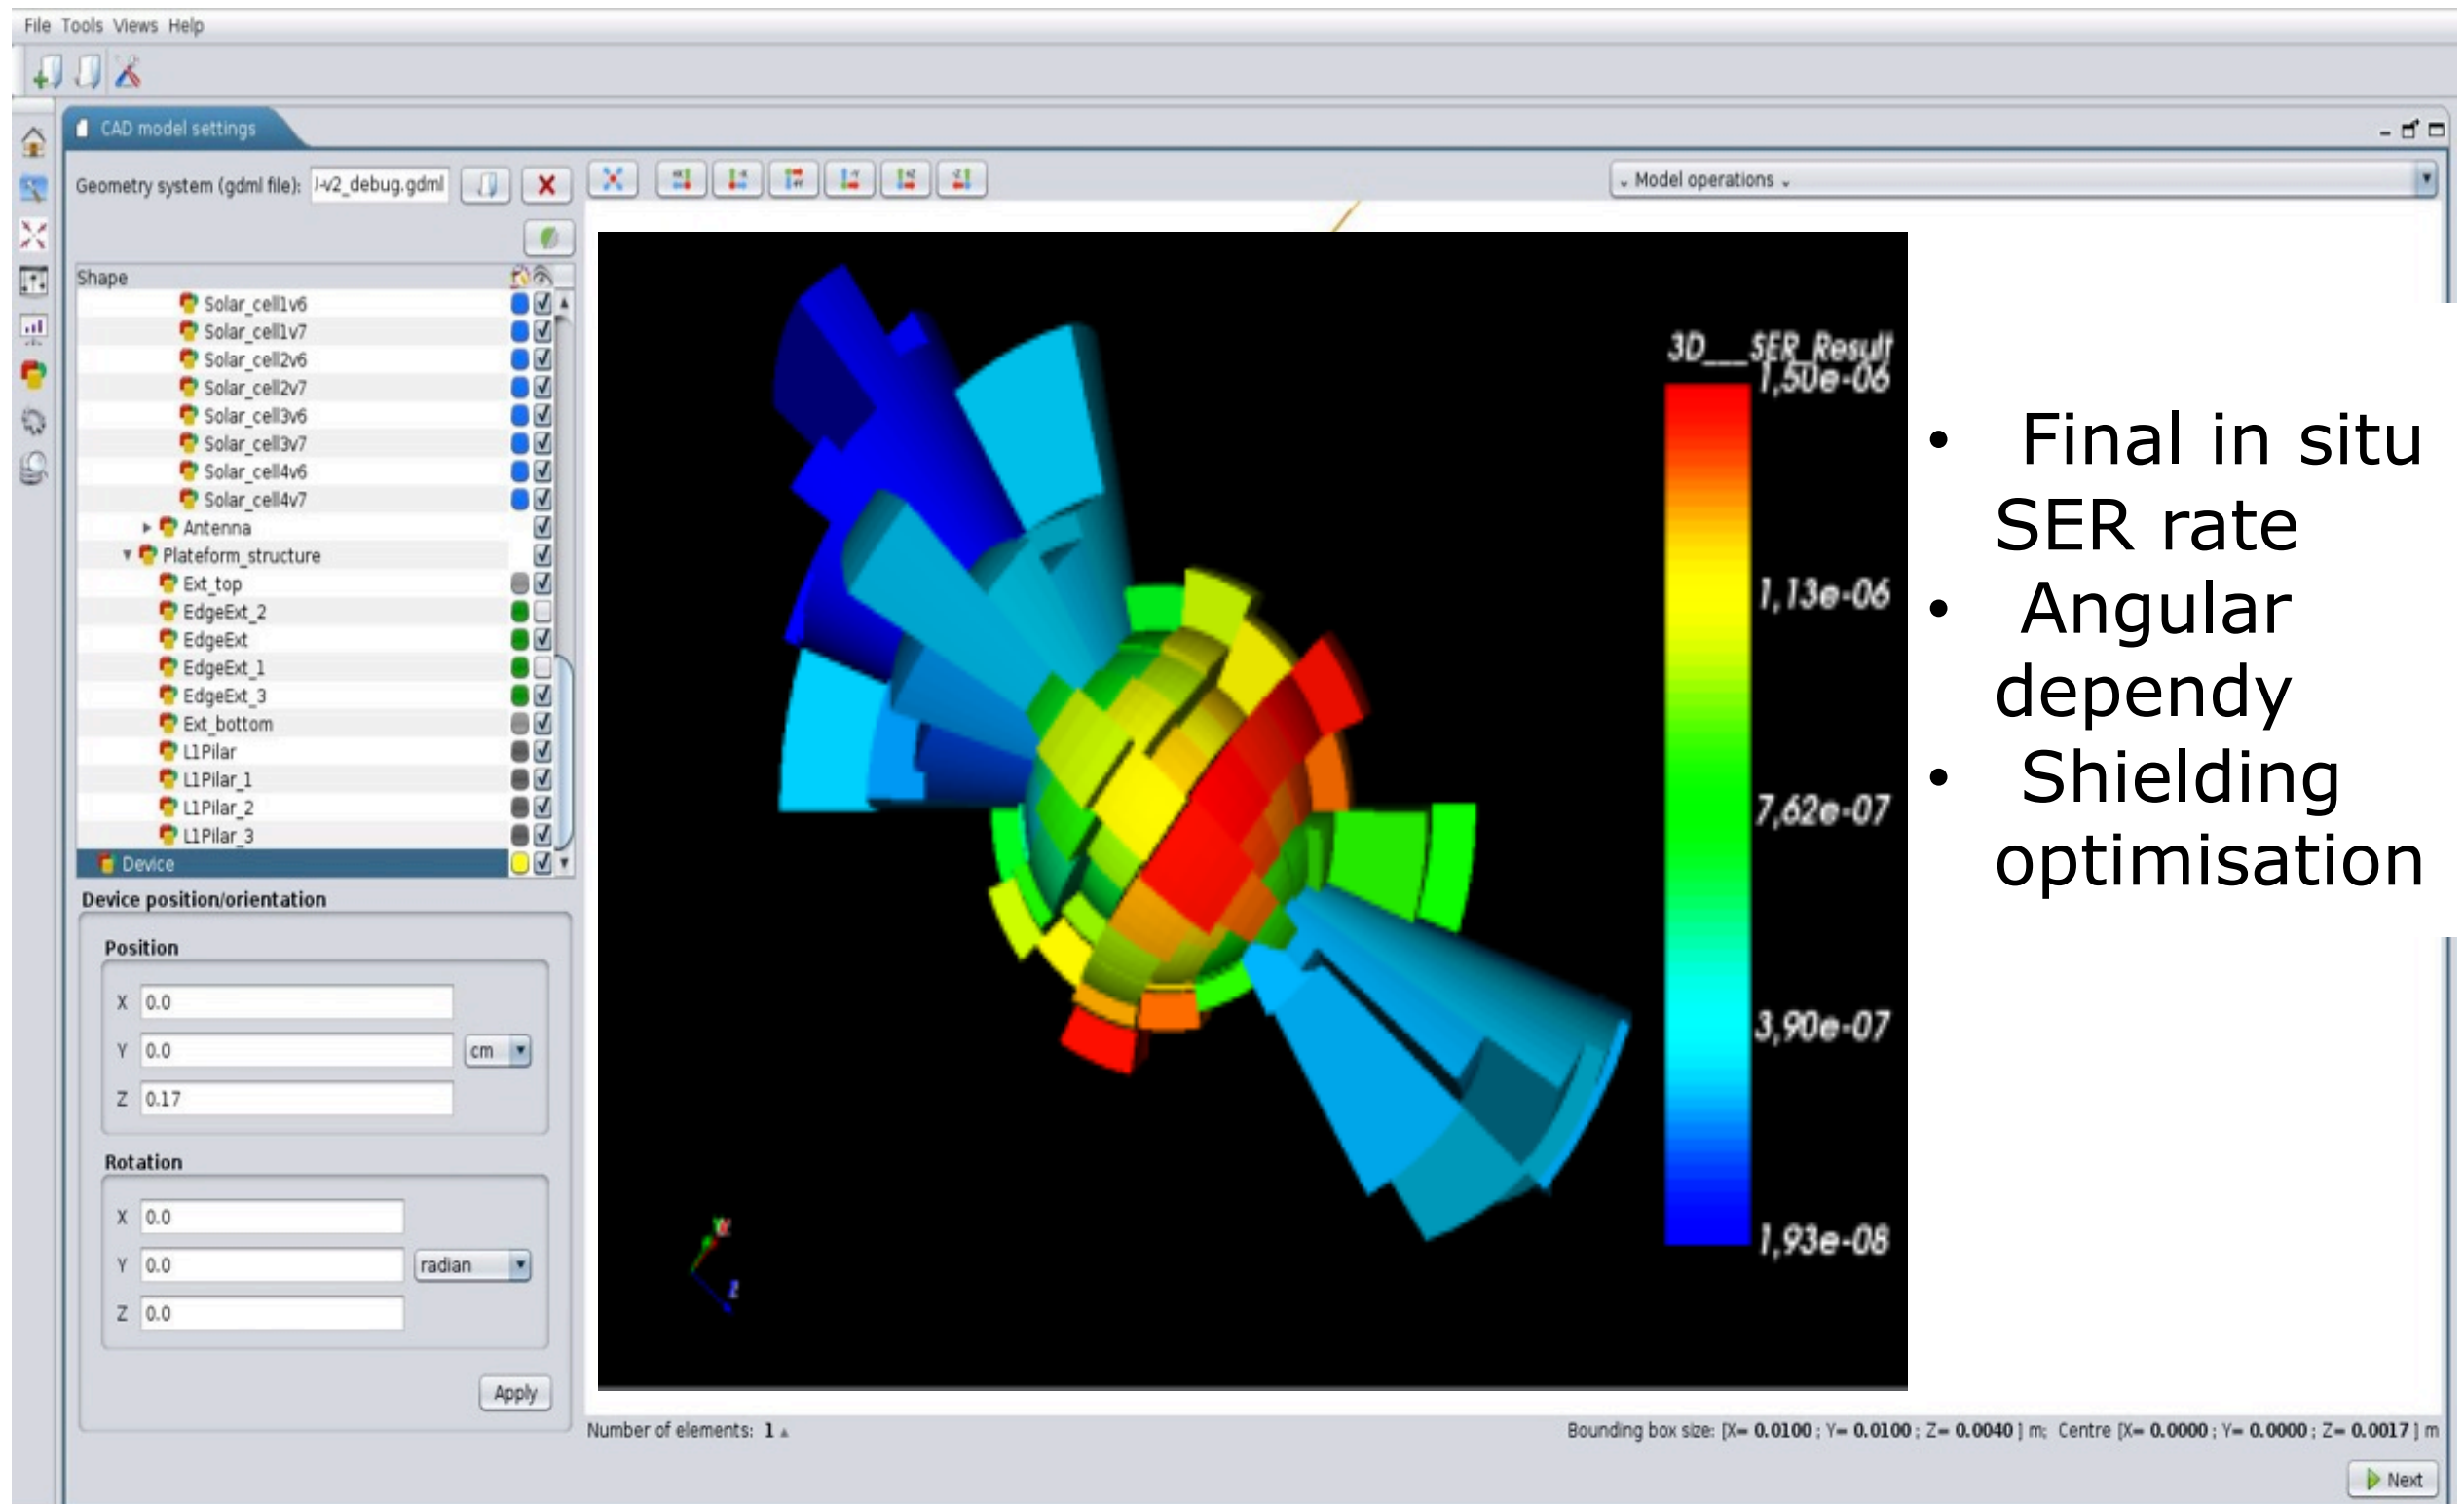 File Tools Views Help
CAD model settings
Geometry system (gdml file): J-v2_debug.gdml
Model operations
Shape
Solar_cell1v6
Solar_cell1v7
Solar_cell2v6
Solar_cell2v7
Solar_cell3v6
Solar_cell3v7
Solar_cell4v6
Solar_cell4v7
Antenna
Plateform_structure
Ext_top
EdgeExt_2
EdgeExt
EdgeExt_1
EdgeExt_3
Ext_bottom
L1Pilar
L1Pilar_1
L1Pilar_2
L1Pilar_3
Device
Device position/orientation
Position
X 0.0
Y 0.0 cm
Z 0.17
Rotation
X 0.0
Y 0.0 radian
Z 0.0
Apply
3D___SER_Result
1,50e-06
1,13e-06
7,62e-07
3,90e-07
1,93e-08
z
• Final in situ
SER rate
• Angular
dependy
• Shielding
optimisation
Number of elements: 1
Bounding box size: [X= 0.0100 ; Y= 0.0100 ; Z= 0.0040 ] m; Centre [X= 0.0000 ; Y= 0.0000 ; Z= 0.0017 ] m
Next